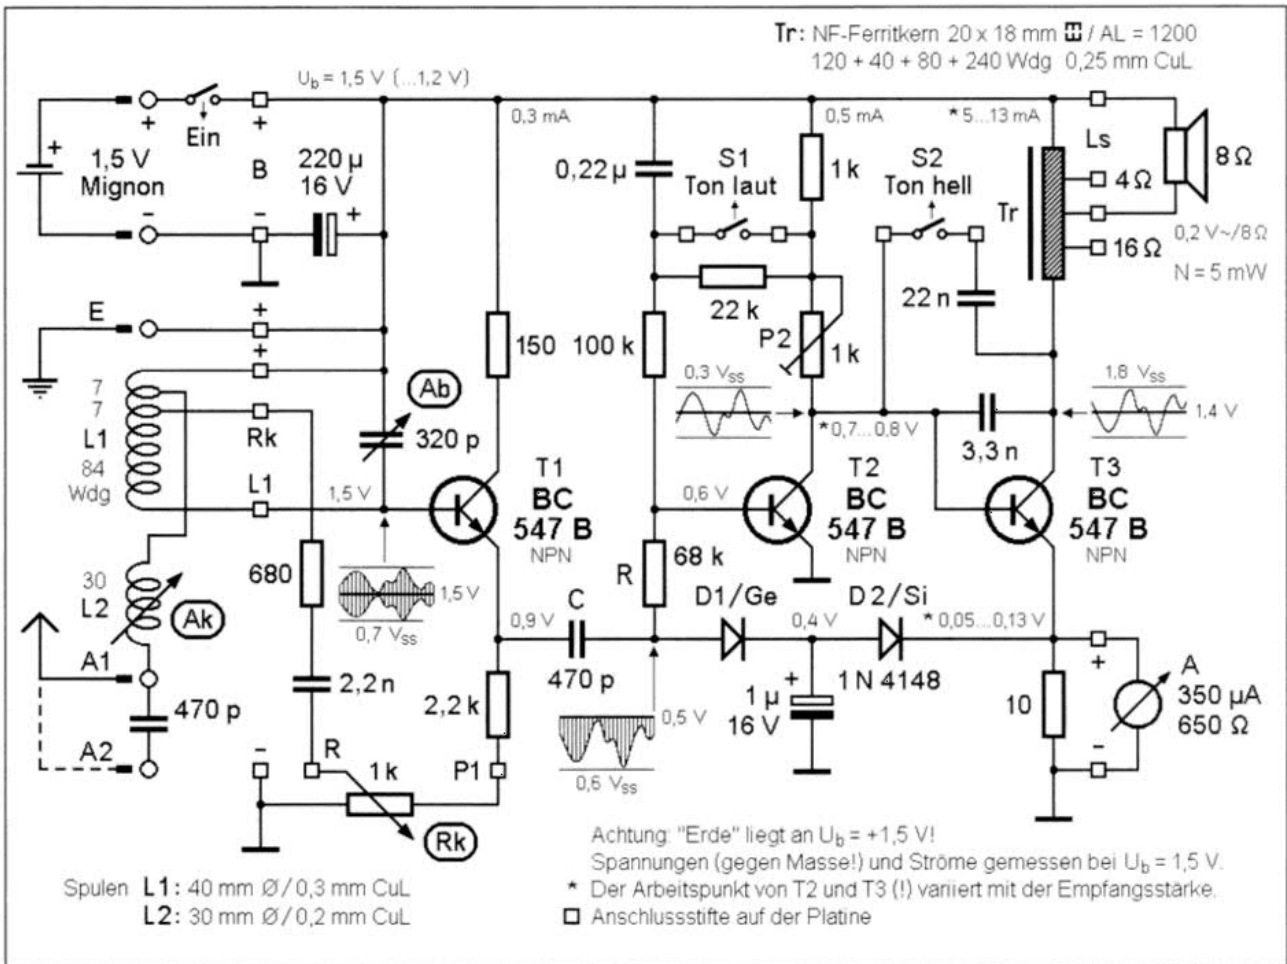 Tr: NF-Ferritkern 20 x 18 mm / AL = 1200
120 + 40 + 80 + 240 Wdg 0,25 mm CuL
U_b = 1,5 V (...1,2 V)
+
Ein
+
0,3 mA
0,5 mA
* 5...13 mA
Ls
+
1,5 V
Mignon
B
220 µ
16 V
+
0,22 µ
S1
Ton laut
1k
S2
Ton hell
Tr
4 Ω
8 Ω
16 Ω
0,2 V~/8 Ω
N = 5 mW
−
−
E
+
+
22 k
22 n
150
100 k
P2
1k
7
7
L1
84
Wdg
Rk
L1
Ab
320 p
0,3 Vss
*0,7...0,8 V
3,3 n
1,8 Vss
1,4 V
1,5 V
T1
BC
547 B
NPN
0,6 V
T2
BC
547 B
NPN
T3
BC
547 B
NPN
680
1,5 V
0,7 Vss
R
68 k
30
L2
Ak
0,9 V
C
470 p
D1/Ge
0,4 V
D2/Si
1N 4148
* 0,05...0,13 V
+
A
350 µA
650 Ω
A1
470 p
A2
2,2 n
2,2 k
0,5 V
0,6 Vss
+
1 µ
16 V
10
−
−
R
1k
P1
Rk
Achtung: "Erde" liegt an U_b = +1,5 V!
Spannungen (gegen Masse!) und Ströme gemessen bei U_b = 1,5 V.
* Der Arbeitspunkt von T2 und T3 (!) variiert mit der Empfangsstärke.
Anschlussstifte auf der Platine
Spulen L1: 40 mm Ø / 0,3 mm CuL
L2: 30 mm Ø / 0,2 mm CuL